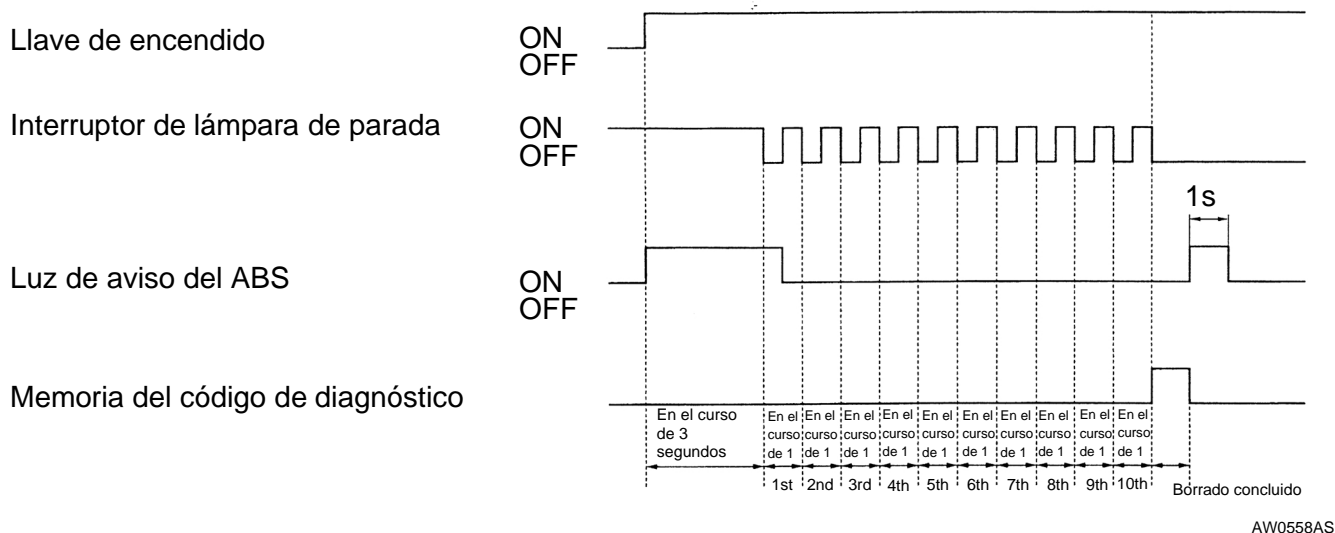 Llave de encendido
ON
OFF
Interruptor de lámpara de parada
ON
OFF
1s
Luz de aviso del ABS
ON
OFF
Memoria del código de diagnóstico
En el curso
de 3
segundos
En el En el En el En el En el En el En el En el En el En el
curso curso curso curso curso curso curso curso curso curso
de 1 de 1 de 1 de 1 de 1 de 1 de 1 de 1 de 1 de 1
1st 2nd 3rd 4th 5th 6th 7th 8th 9th 10th
Borrado concluido
AW0558AS